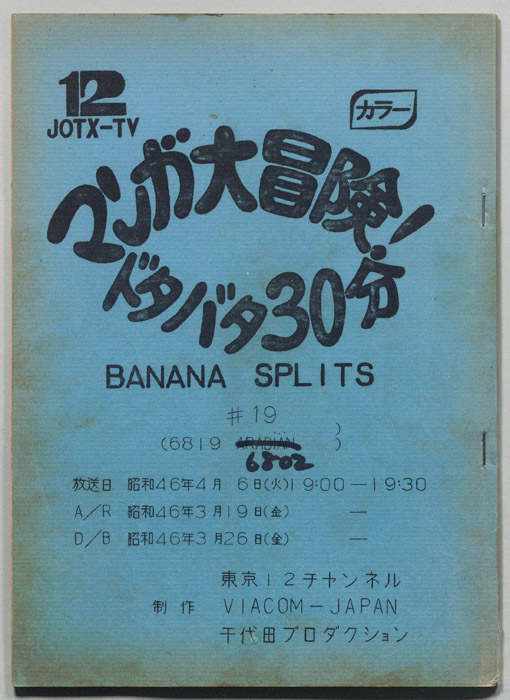 12
JOTX-TV
カラー
マンガ大冒険!
ドタバタ30分
BANANA SPLITS
#19
(6819 ARABIAN )
6802
放送日 昭和46年4月 6日(火)19:00—19:30
A/R 昭和46年3月19日(金) —
D/B 昭和46年3月26日(金) —
東京12チャンネル
制作 VIACOM-JAPAN
千代田プロダクション